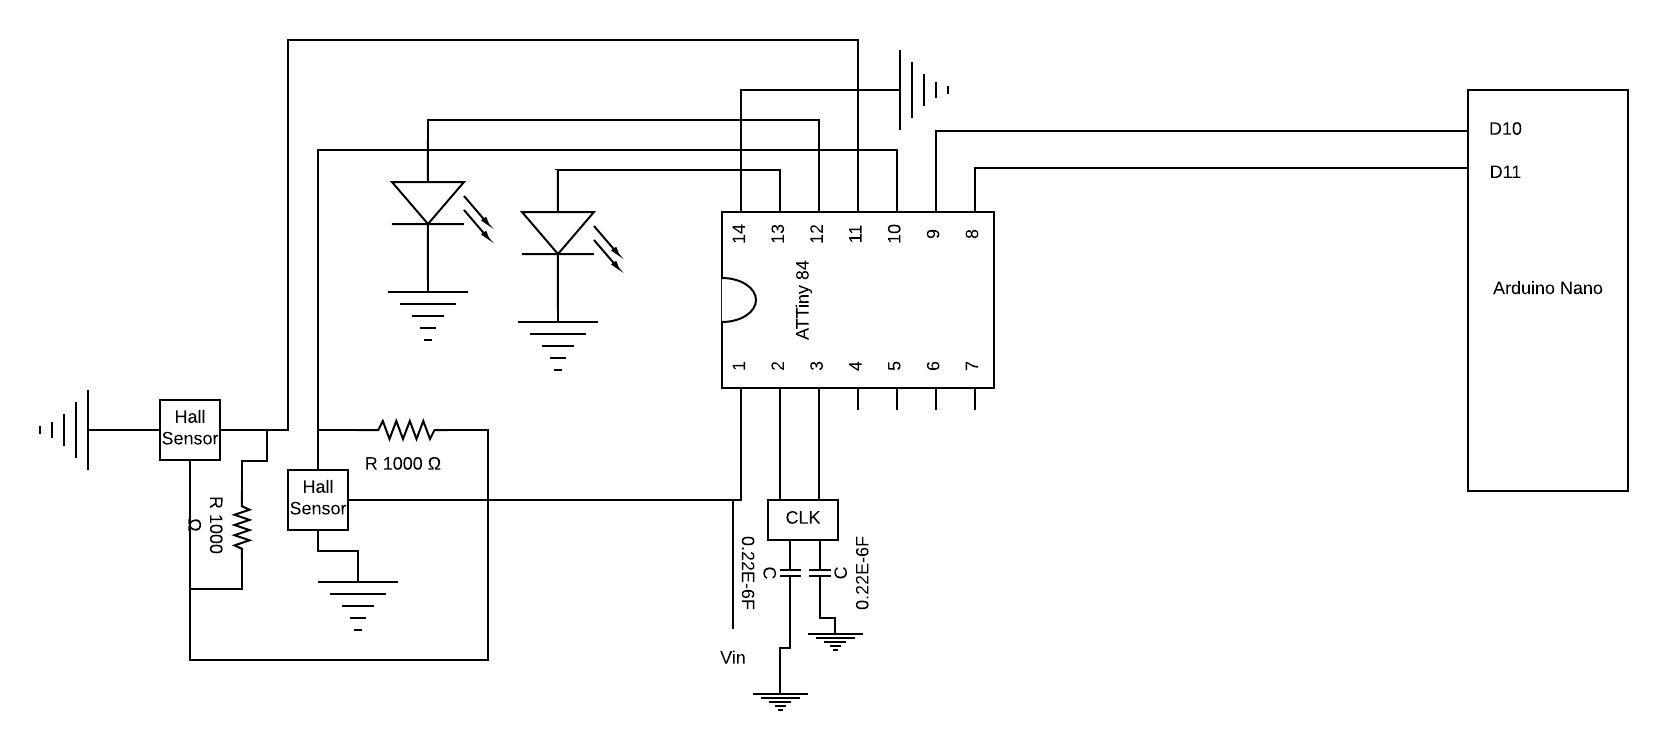 D10
D11
14
13
12
11
10
9
8
ATTiny 84
Arduino Nano
1
2
3
4
5
6
7
Hall
Sensor
R 1000 Ω
Hall
Sensor
R 1000
Ω
CLK
0.22E-6F
C
C
0.22E-6F
Vin